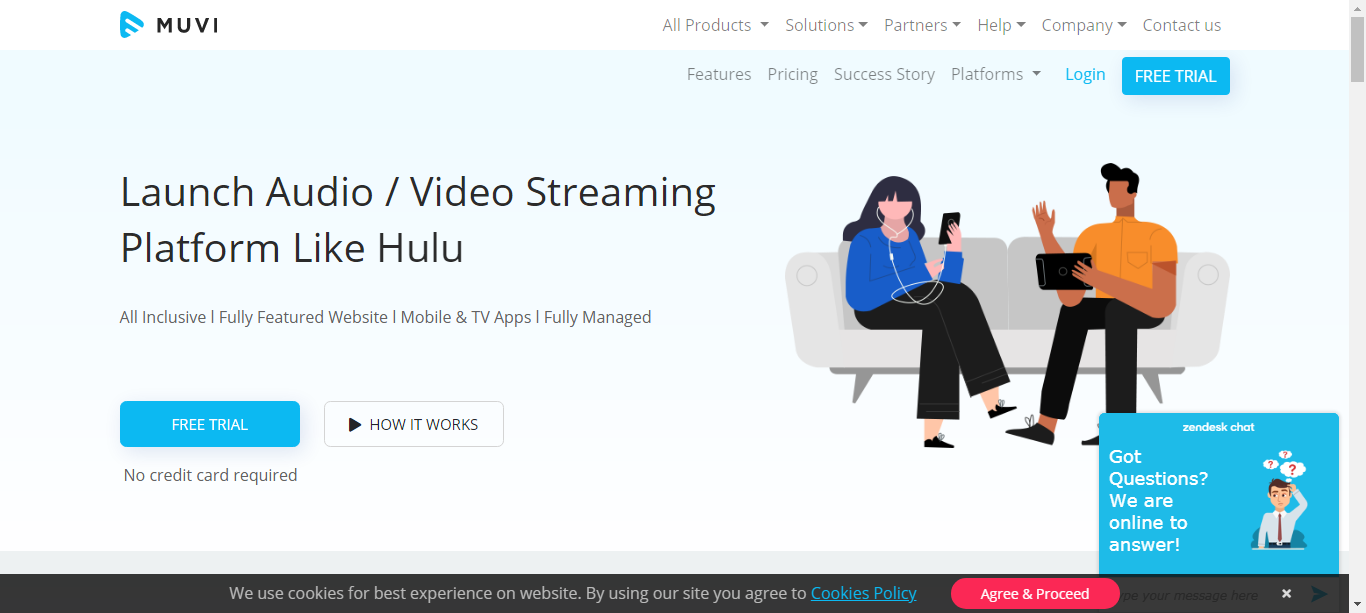 MUVI
All Products Solutions Partners Help Company Contact us
Features Pricing Success Story Platforms Login FREE TRIAL
Launch Audio / Video Streaming
Platform Like Hulu
All Inclusive l Fully Featured Website l Mobile & TV Apps l Fully Managed
FREE TRIAL
HOW IT WORKS
No credit card required
zendesk chat
Got
Questions?
We are
online to
answer!
? ? ?
We use cookies for best experience on website. By using our site you agree to Cookies Policy
Agree & Proceed
your message here
×